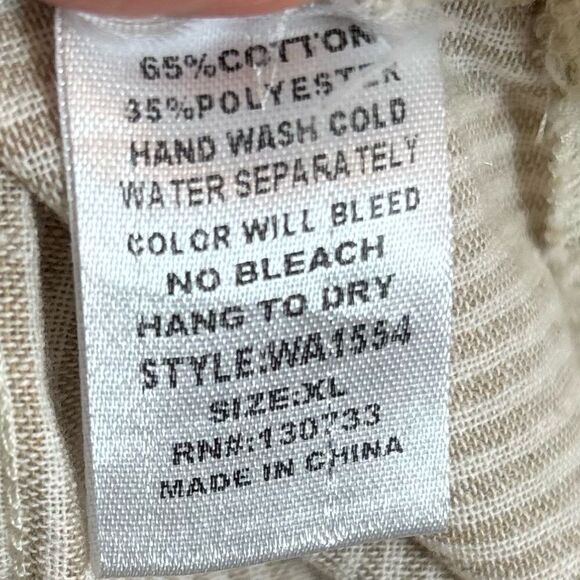 65%COTTON
35%POLYESTER
HAND WASH COLD
WATER SEPARATELY
COLOR WILL BLEED
NO BLEACH
HANG TO DRY
STYLE:WA1554
SIZE:XL
RN#:130733
MADE IN CHINA